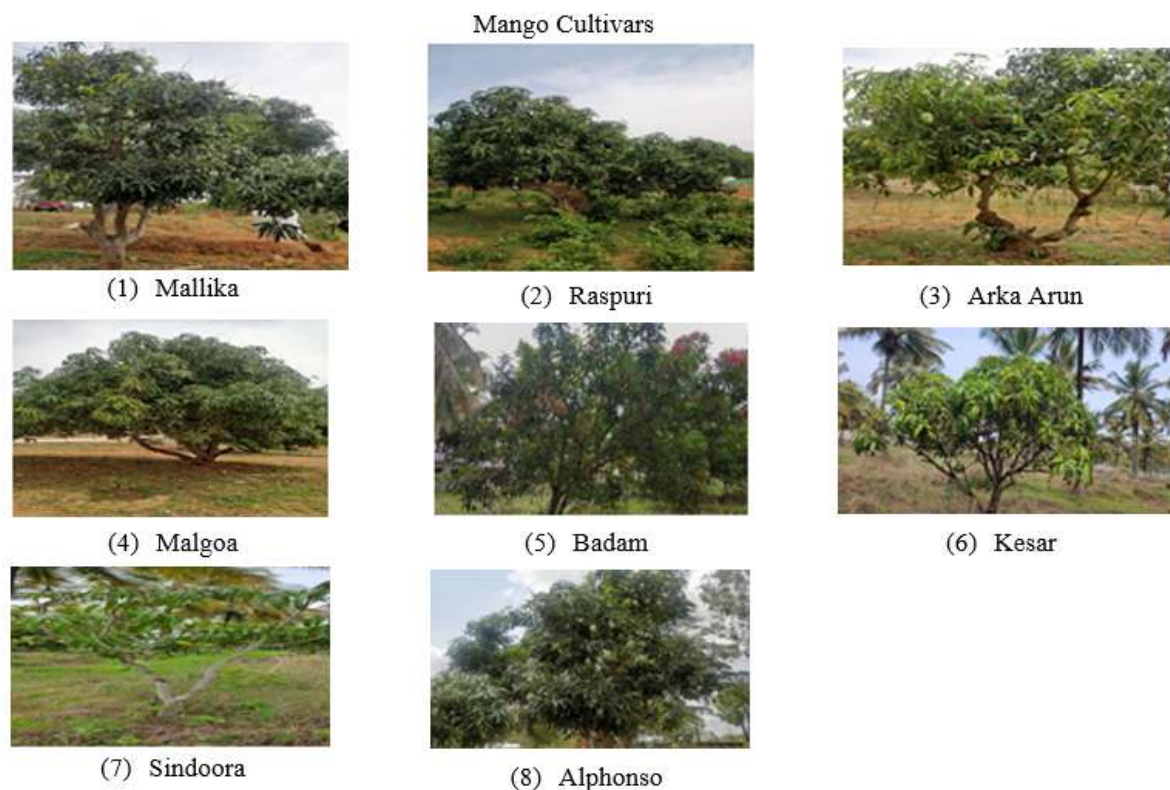 Mango Cultivars
(1) Mallika
(2) Raspuri
(3) Arka Arun
(4) Malgoa
(5) Badam
(6) Kesar
(7) Sindoora
(8) Alphonso